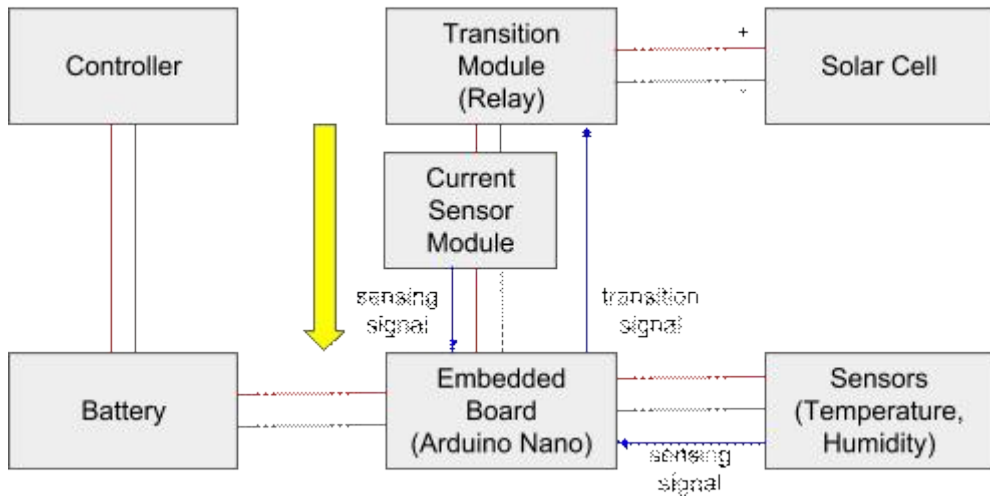 Controller
Transition
Module
(Relay)
+
-
Solar Cell
Current
Sensor
Module
sensing
signal
transition
signal
Battery
Embedded
Board
(Arduino Nano)
Sensors
(Temperature,
Humidity)
sensing
signal